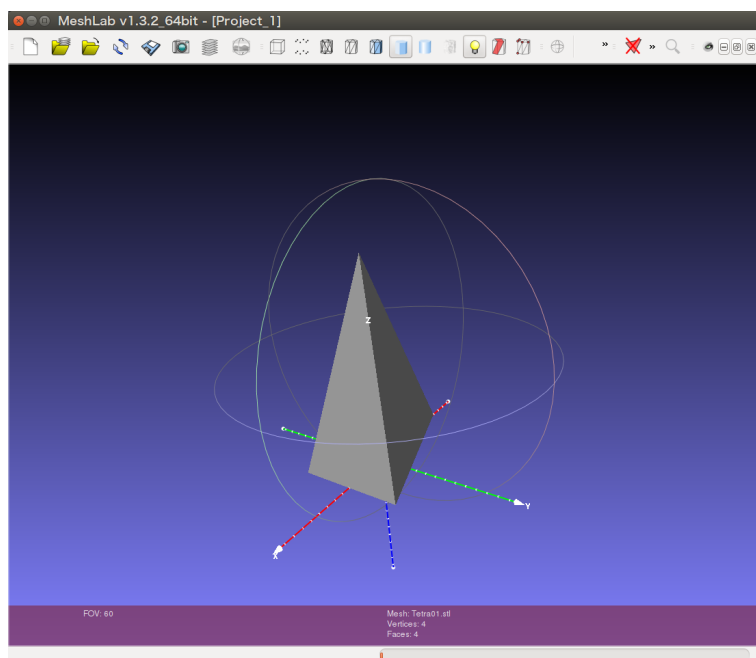 MeshLab v1.3.2_64bit - [Project_1]
» »
Z
Y
X
FOV: 60
Mesh: Tetra01.stl
Vertices: 4
Faces: 4